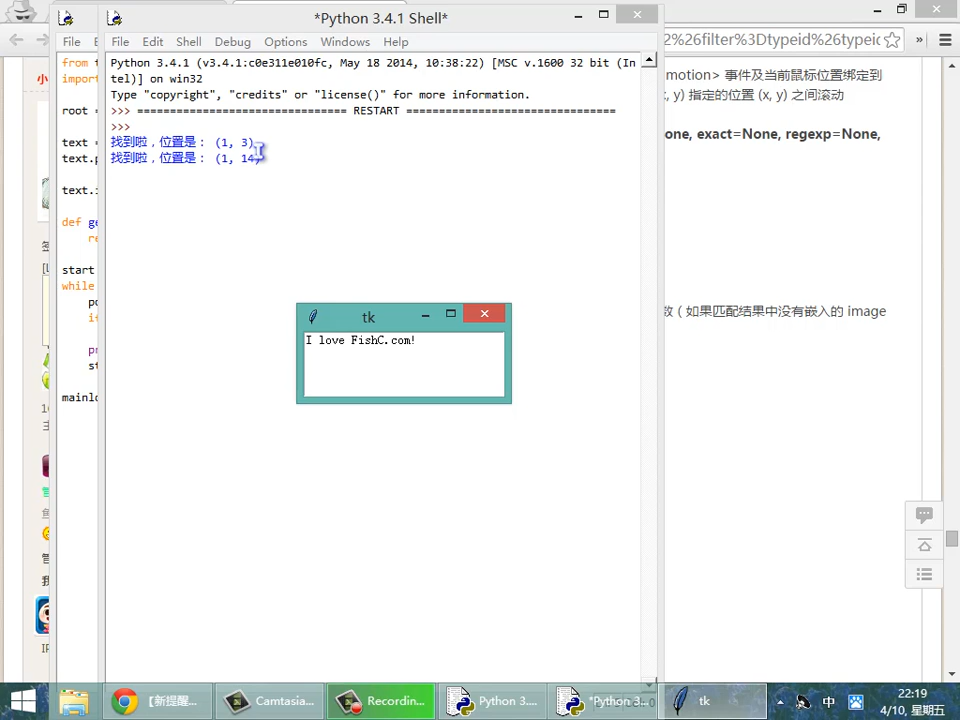 *Python 3.4.1 Shell*
File
File Edit Shell Debug Options Windows Help
2%26filter%3Dtypeid%26typeic
Python 3.4.1 (v3.4.1:c0e311e010fc, May 18 2014, 10:38:22) [MSC v.1600 32 bit (In
tel)] on win32
Type "copyright", "credits" or "license()" for more information.
>>> ================================ RESTART ================================
>>>
找到啦，位置是： (1, 3)
找到啦，位置是： (1, 14)
from t
import
root =
text =
text.p
text.i
def ge
re
start
while
po
if
pr
st
mainlo
motion> 事件及当前鼠标位置绑定到
, y) 指定的位置 (x, y) 之间滚动
one, exact=None, regexp=None,
数（如果匹配结果中没有嵌入的 image
tk
I love FishC.com!
【新提醒...
Camtasia...
Recordin...
Python 3....
*Python 3....
tk
中
22:19
4/10, 星期五